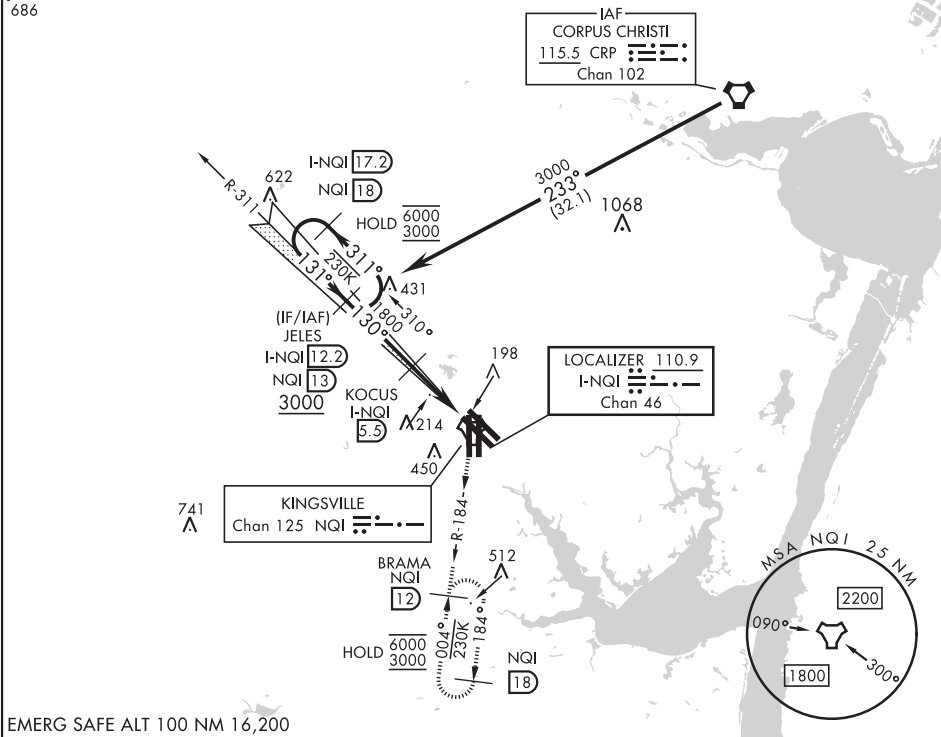 686
IAF
CORPUS CHRISTI
115.5 CRP
Chan 102
3000
233°
(32.1)
1068
I-NQI 17.2
NQI 18
622
R-311
HOLD 6000
3000
311°
230K
131°
431
310°
1800
130°
(IF/IAF)
JELES
I-NQI 12.2
NQI 13
3000
KOCUS
I-NQI
5.5
214
198
LOCALIZER 110.9
I-NQI
Chan 46
450
741
KINGSVILLE
Chan 125 NQI
R-184
BRAMA
NQI
12
512
HOLD 6000
3000
004°
230K
184°
NQI
18
MSA NQI 25 NM
2200
090°
1800
300°
EMERG SAFE ALT 100 NM 16,200